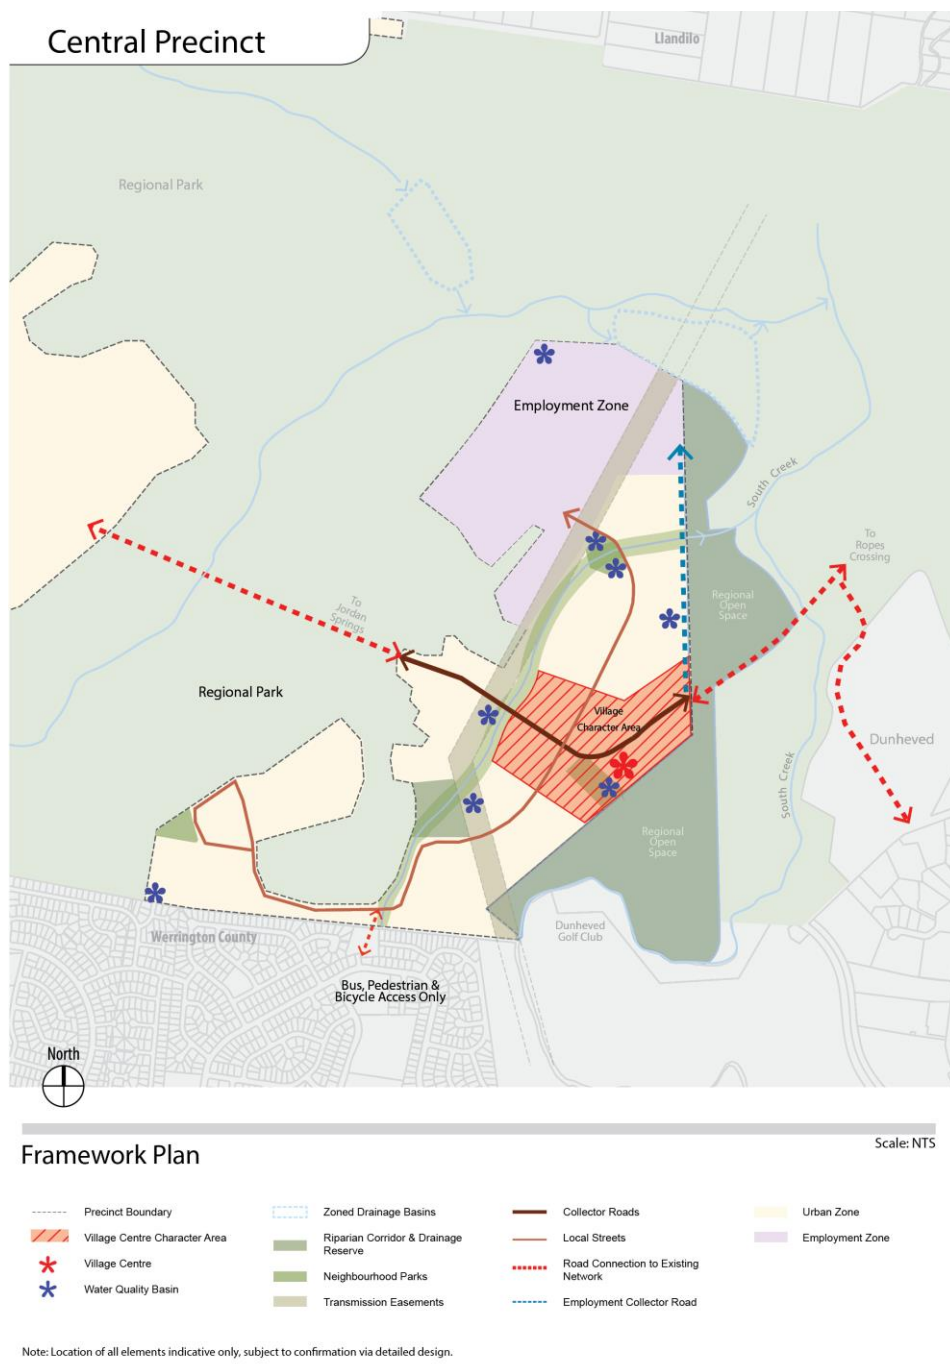 Central Precinct
Llandilo
Regional Park
Employment Zone
South Creek
To
Ropes
Crossing
Regional
Open
Space
To
Jordan
Springs
Regional Park
Village
Character Area
Dunheved
South Creek
Regional
Open
Space
Dunheved
Golf Club
Werrington County
Bus, Pedestrian &
Bicycle Access Only
North
Scale: NTS
Framework Plan
Precinct Boundary
Village Centre Character Area
Village Centre
Water Quality Basin
Zoned Drainage Basins
Riparian Corridor & Drainage
Reserve
Neighbourhood Parks
Transmission Easements
Collector Roads
Local Streets
Road Connection to Existing
Network
Employment Collector Road
Urban Zone
Employment Zone
Note: Location of all elements indicative only, subject to confirmation via detailed design.